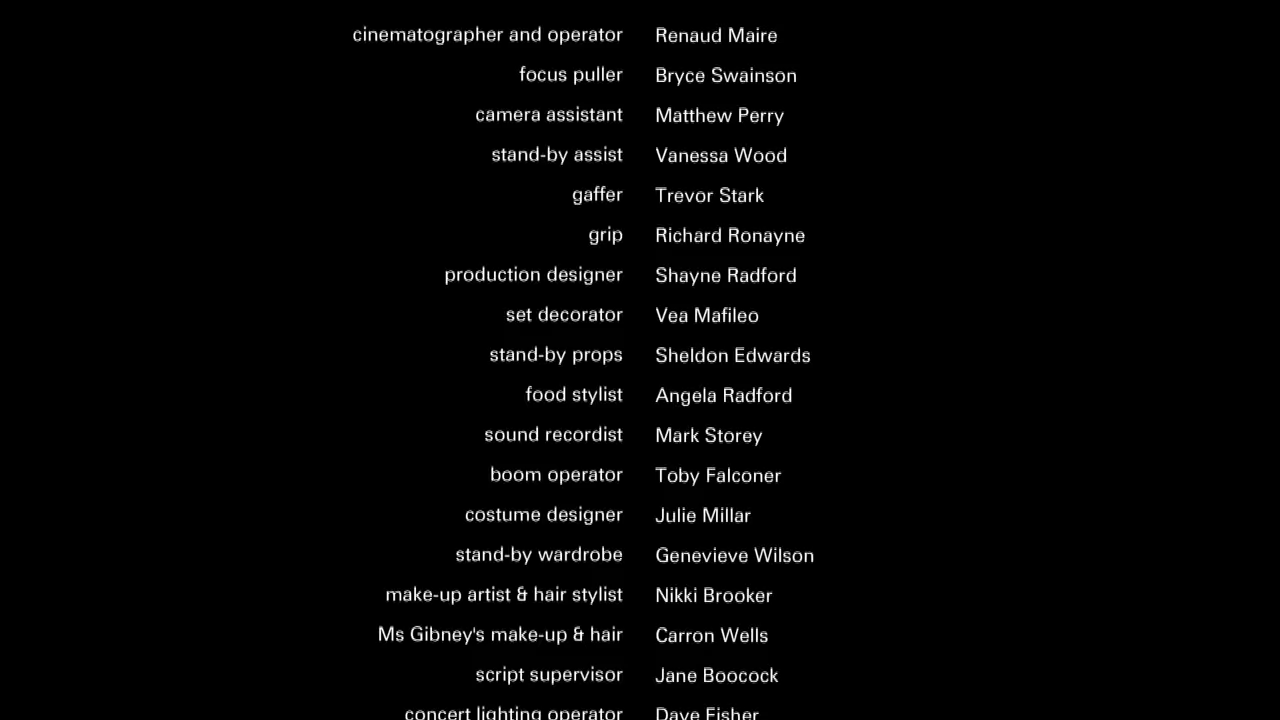 cinematographer and operator Renaud Maire
focus puller Bryce Swainson
camera assistant Matthew Perry
stand-by assist Vanessa Wood
gaffer Trevor Stark
grip Richard Ronayne
production designer Shayne Radford
set decorator Vea Mafileo
stand-by props Sheldon Edwards
food stylist Angela Radford
sound recordist Mark Storey
boom operator Toby Falconer
costume designer Julie Millar
stand-by wardrobe Genevieve Wilson
make-up artist & hair stylist Nikki Brooker
Ms Gibney's make-up & hair Carron Wells
script supervisor Jane Boocock
concert lighting operator Dave Fisher